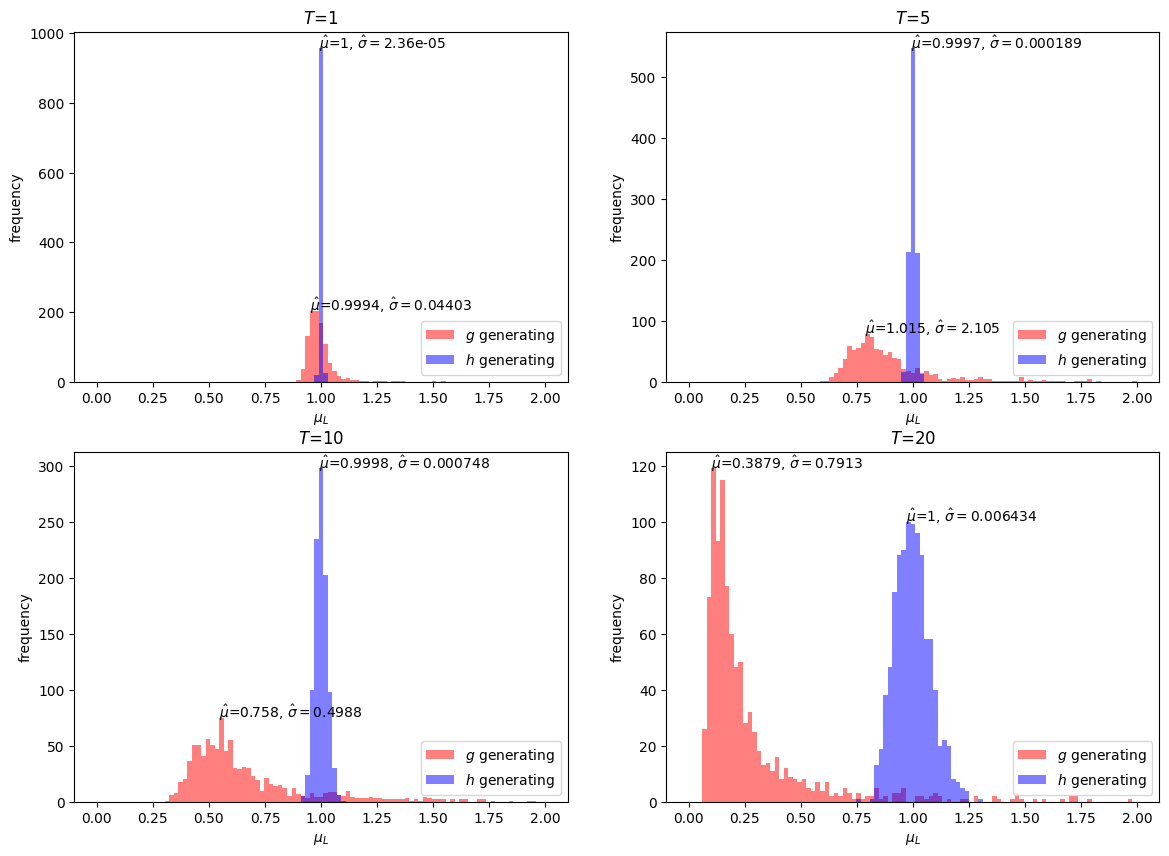 T=1
μ̂=1, σ̂ = 2.36e-05
1000
800
600
400
200
0
frequency
μ̂=0.9994, σ̂ = 0.04403
g generating
h generating
0.00 0.25 0.50 0.75 1.00 1.25 1.50 1.75 2.00
μ_L
T=5
μ̂=0.9997, σ̂ = 0.000189
500
400
300
200
100
0
frequency
μ̂=1.015, σ̂ = 2.105
g generating
h generating
0.00 0.25 0.50 0.75 1.00 1.25 1.50 1.75 2.00
μ_L
T=10
μ̂=0.9998, σ̂ = 0.000748
300
250
200
150
100
50
0
frequency
μ̂=0.758, σ̂ = 0.4988
g generating
h generating
0.00 0.25 0.50 0.75 1.00 1.25 1.50 1.75 2.00
μ_L
T=20
μ̂=0.3879, σ̂ = 0.7913
120
100
80
60
40
20
0
frequency
μ̂=1, σ̂ = 0.006434
g generating
h generating
0.00 0.25 0.50 0.75 1.00 1.25 1.50 1.75 2.00
μ_L